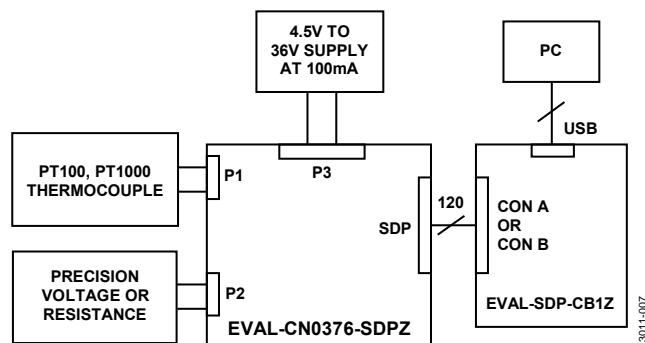 4.5V TO
36V SUPPLY
AT 100mA
PC
USB
PT100, PT1000
THERMOCOUPLE
P1
P3
SDP
120
CON A
OR
CON B
PRECISION
VOLTAGE OR
RESISTANCE
P2
EVAL-CN0376-SDPZ
EVAL-SDP-CB1Z
3011-007